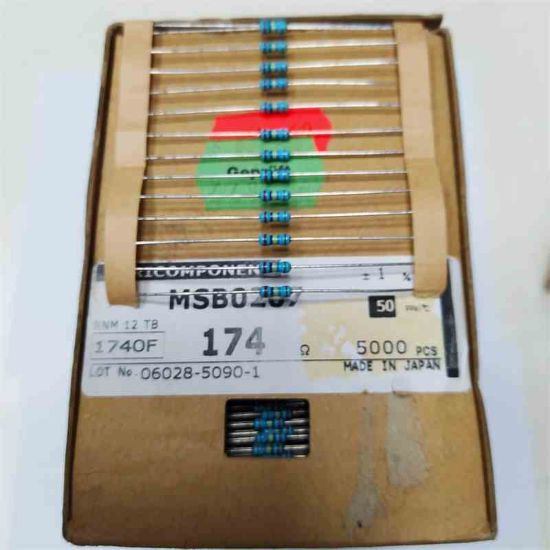 MSB0207
± 1 %
RNM 12 TB
50
1740F
174 Ω
5000 PCS
LOT No 06028-5090-1
MADE IN JAPAN